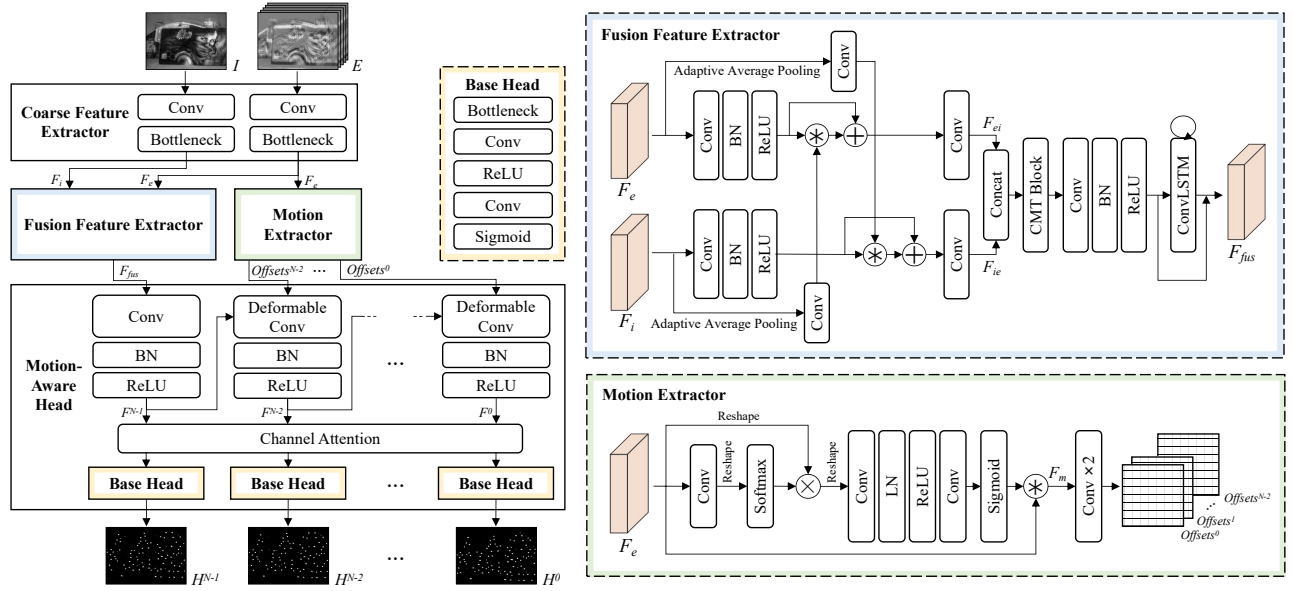 I
E
Coarse Feature
Extractor
Conv
Conv
Bottleneck
Bottleneck
F_i
F_e
F_e
Fusion Feature Extractor
Motion
Extractor
F_fus
Offsets^N-2
...
Offsets^0
Motion-
Aware
Head
Conv
Deformable
Conv
Deformable
Conv
BN
BN
BN
ReLU
ReLU
...
ReLU
F^N-1
F^N-2
F^0
Channel Attention
Base Head
Base Head
...
Base Head
H^N-1
H^N-2
...
H^0
Base Head
Bottleneck
Conv
ReLU
Conv
Sigmoid
Fusion Feature Extractor
Adaptive Average Pooling
Conv
F_e
Conv
BN
ReLU
*
+
Conv
F_ei
F_i
Conv
BN
ReLU
*
+
Conv
F_ie
Adaptive Average Pooling
Conv
Concat
CMT Block
Conv
BN
ReLU
ConvLSTM
F_fus
Motion Extractor
Reshape
F_e
Conv
Reshape
Softmax
×
Reshape
Conv
LN
ReLU
Conv
Sigmoid
*
F_m
Conv × 2
Offsets^N-2
...
Offsets^1
Offsets^0